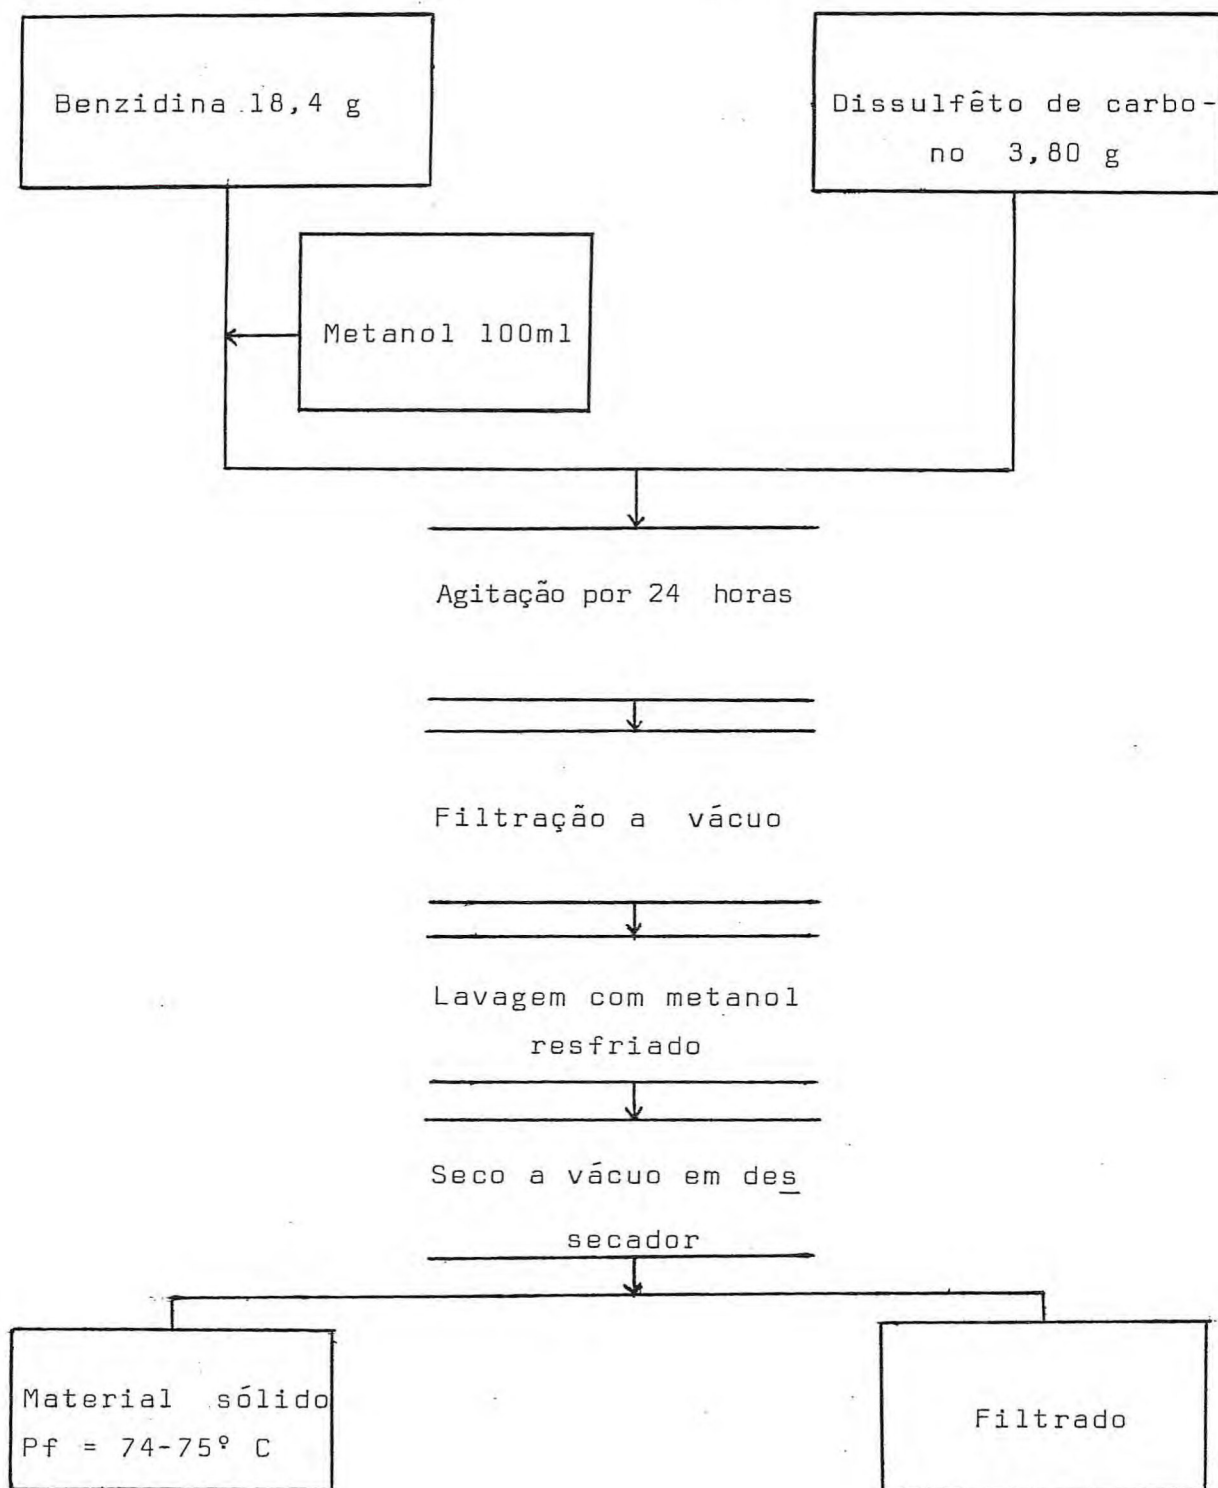 Benzidina 18,4 g
Dissulfêto de carbo-
no 3,80 g
Metanol 100ml
Agitação por 24 horas
Filtração a vácuo
Lavagem com metanol
resfriado
Seco a vácuo em des
secador
Material sólido
Pf = 74-75º C
Filtrado